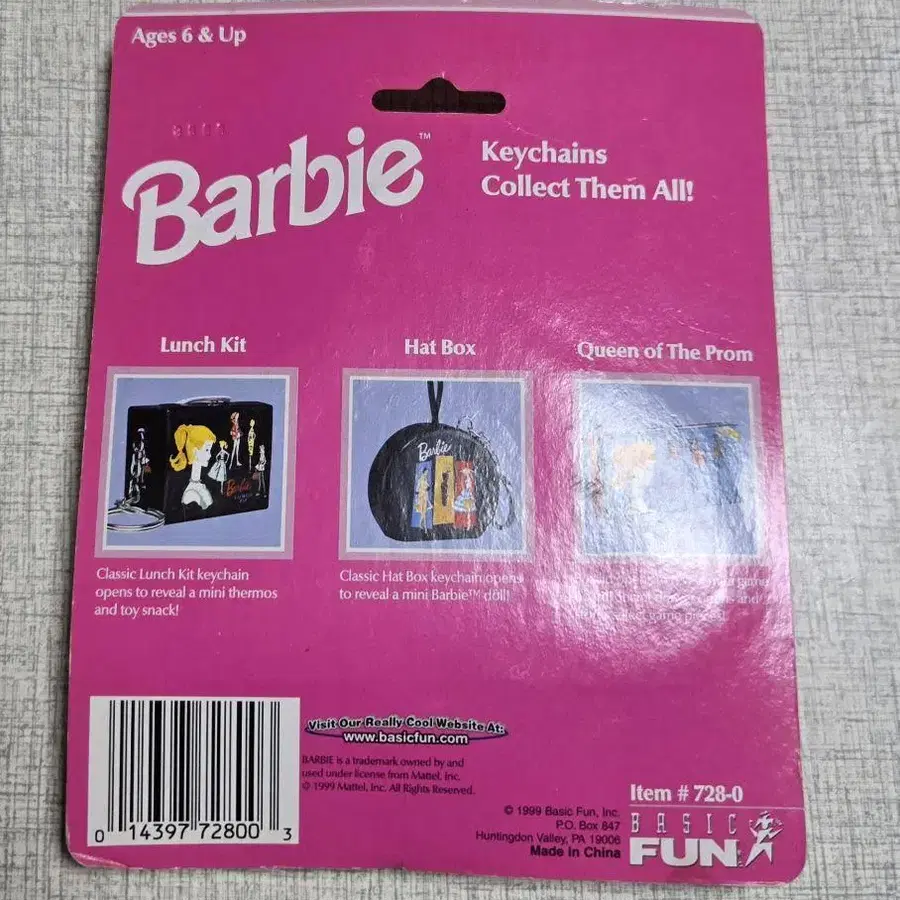 Ages 6 & Up
Barbie™
Keychains
Collect Them All!
Lunch Kit
Hat Box
Queen of The Prom
Barbie
Barbie
Classic Lunch Kit keychain
opens to reveal a mini thermos
and toy snack!
Classic Hat Box keychain opens
to reveal a mini Barbie™ doll!
game
and
0 14397 72800 3
Visit Our Really Cool Website At:
www.basicfun.com
BARBIE is a trademark owned by and
used under license from Mattel, Inc.
© 1999 Mattel, Inc. All Rights Reserved.
© 1999 Basic Fun, Inc.
P.O. Box 847
Huntingdon Valley, PA 19006
Made in China
Item # 728-0
BASIC
FUN